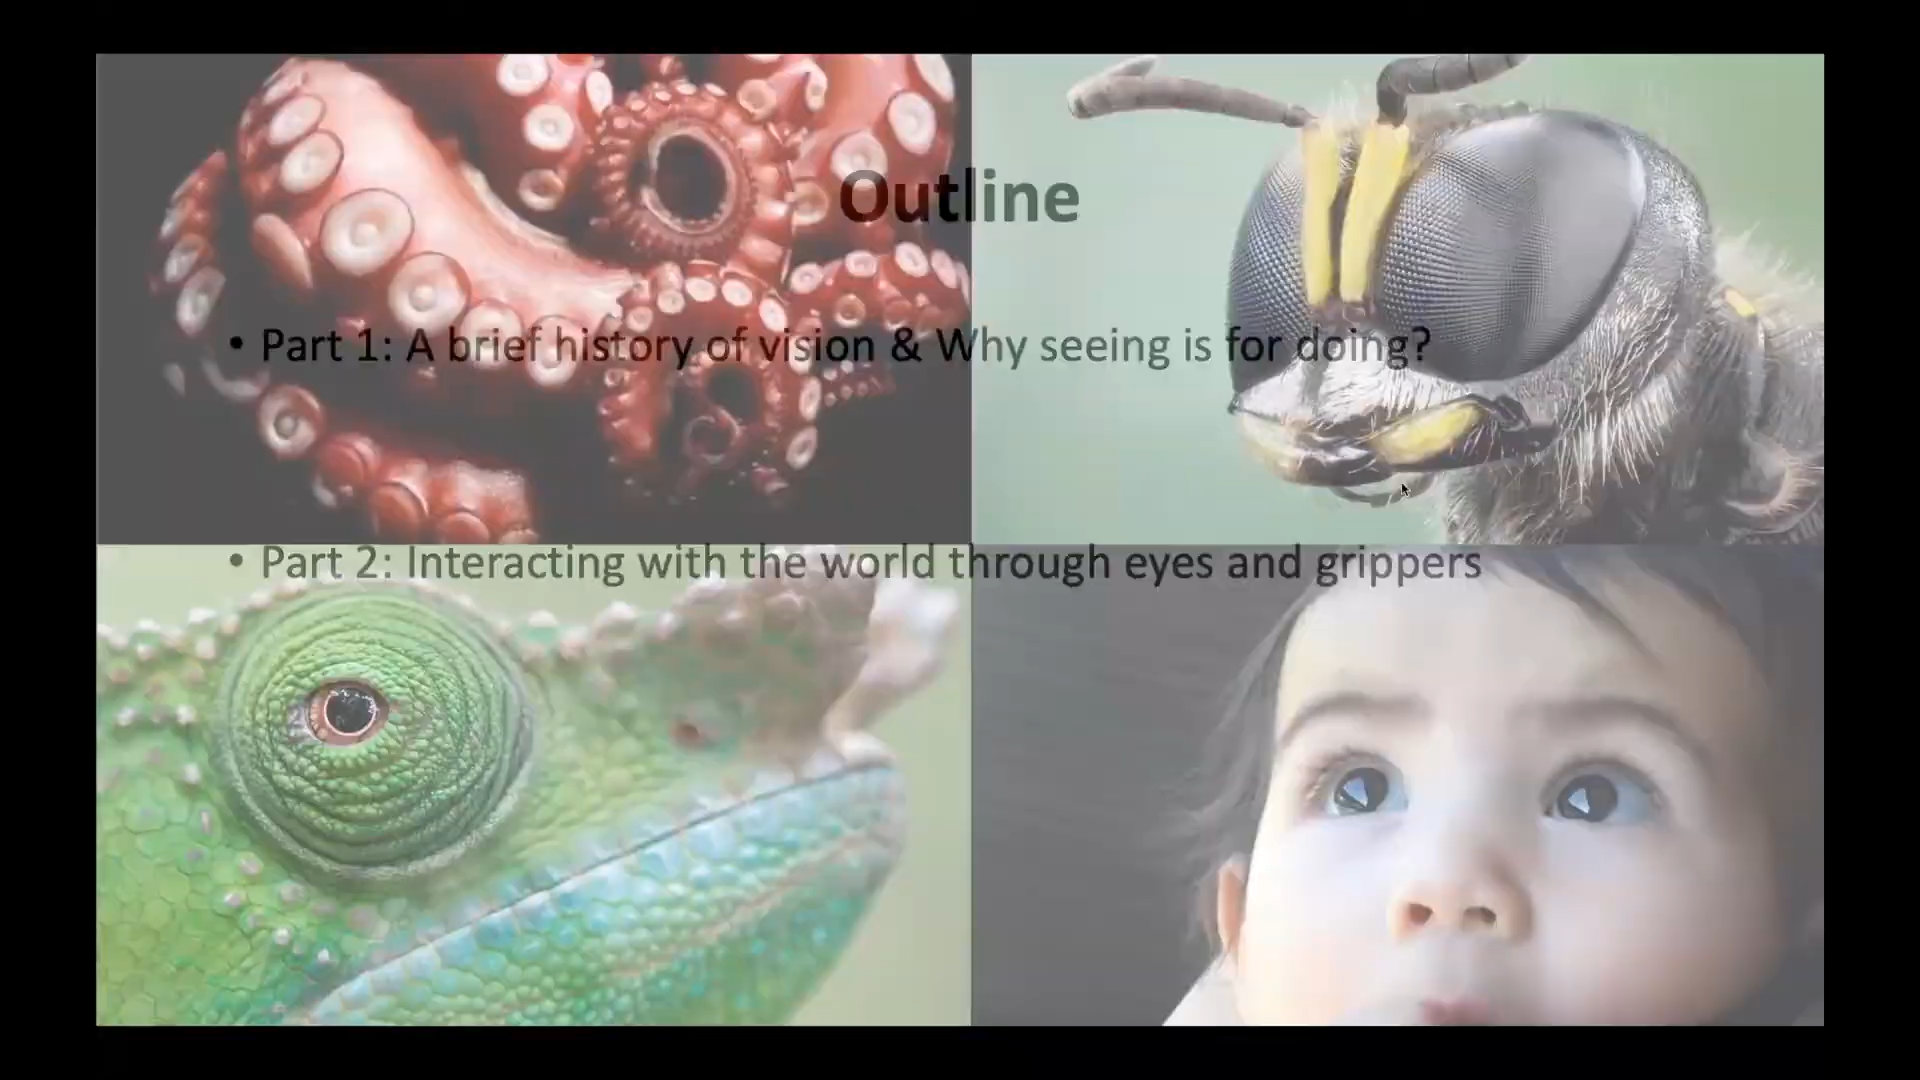 Outline
• Part 1: A brief history of vision & Why seeing is for doing?
• Part 2: Interacting with the world through eyes and grippers